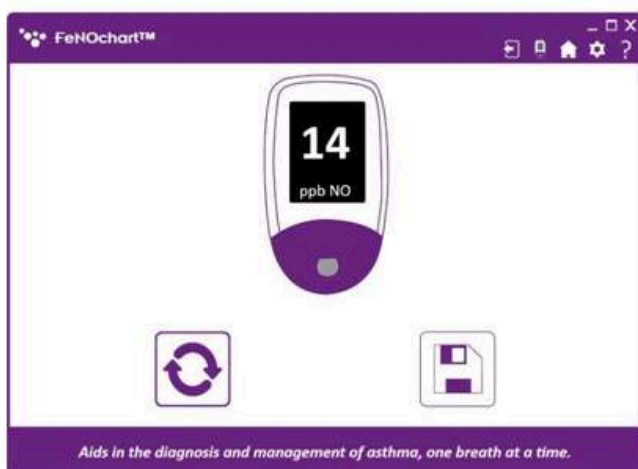 FeNOchart™
?
14
ppb NO
Aids in the diagnosis and management of asthma, one breath at a time.